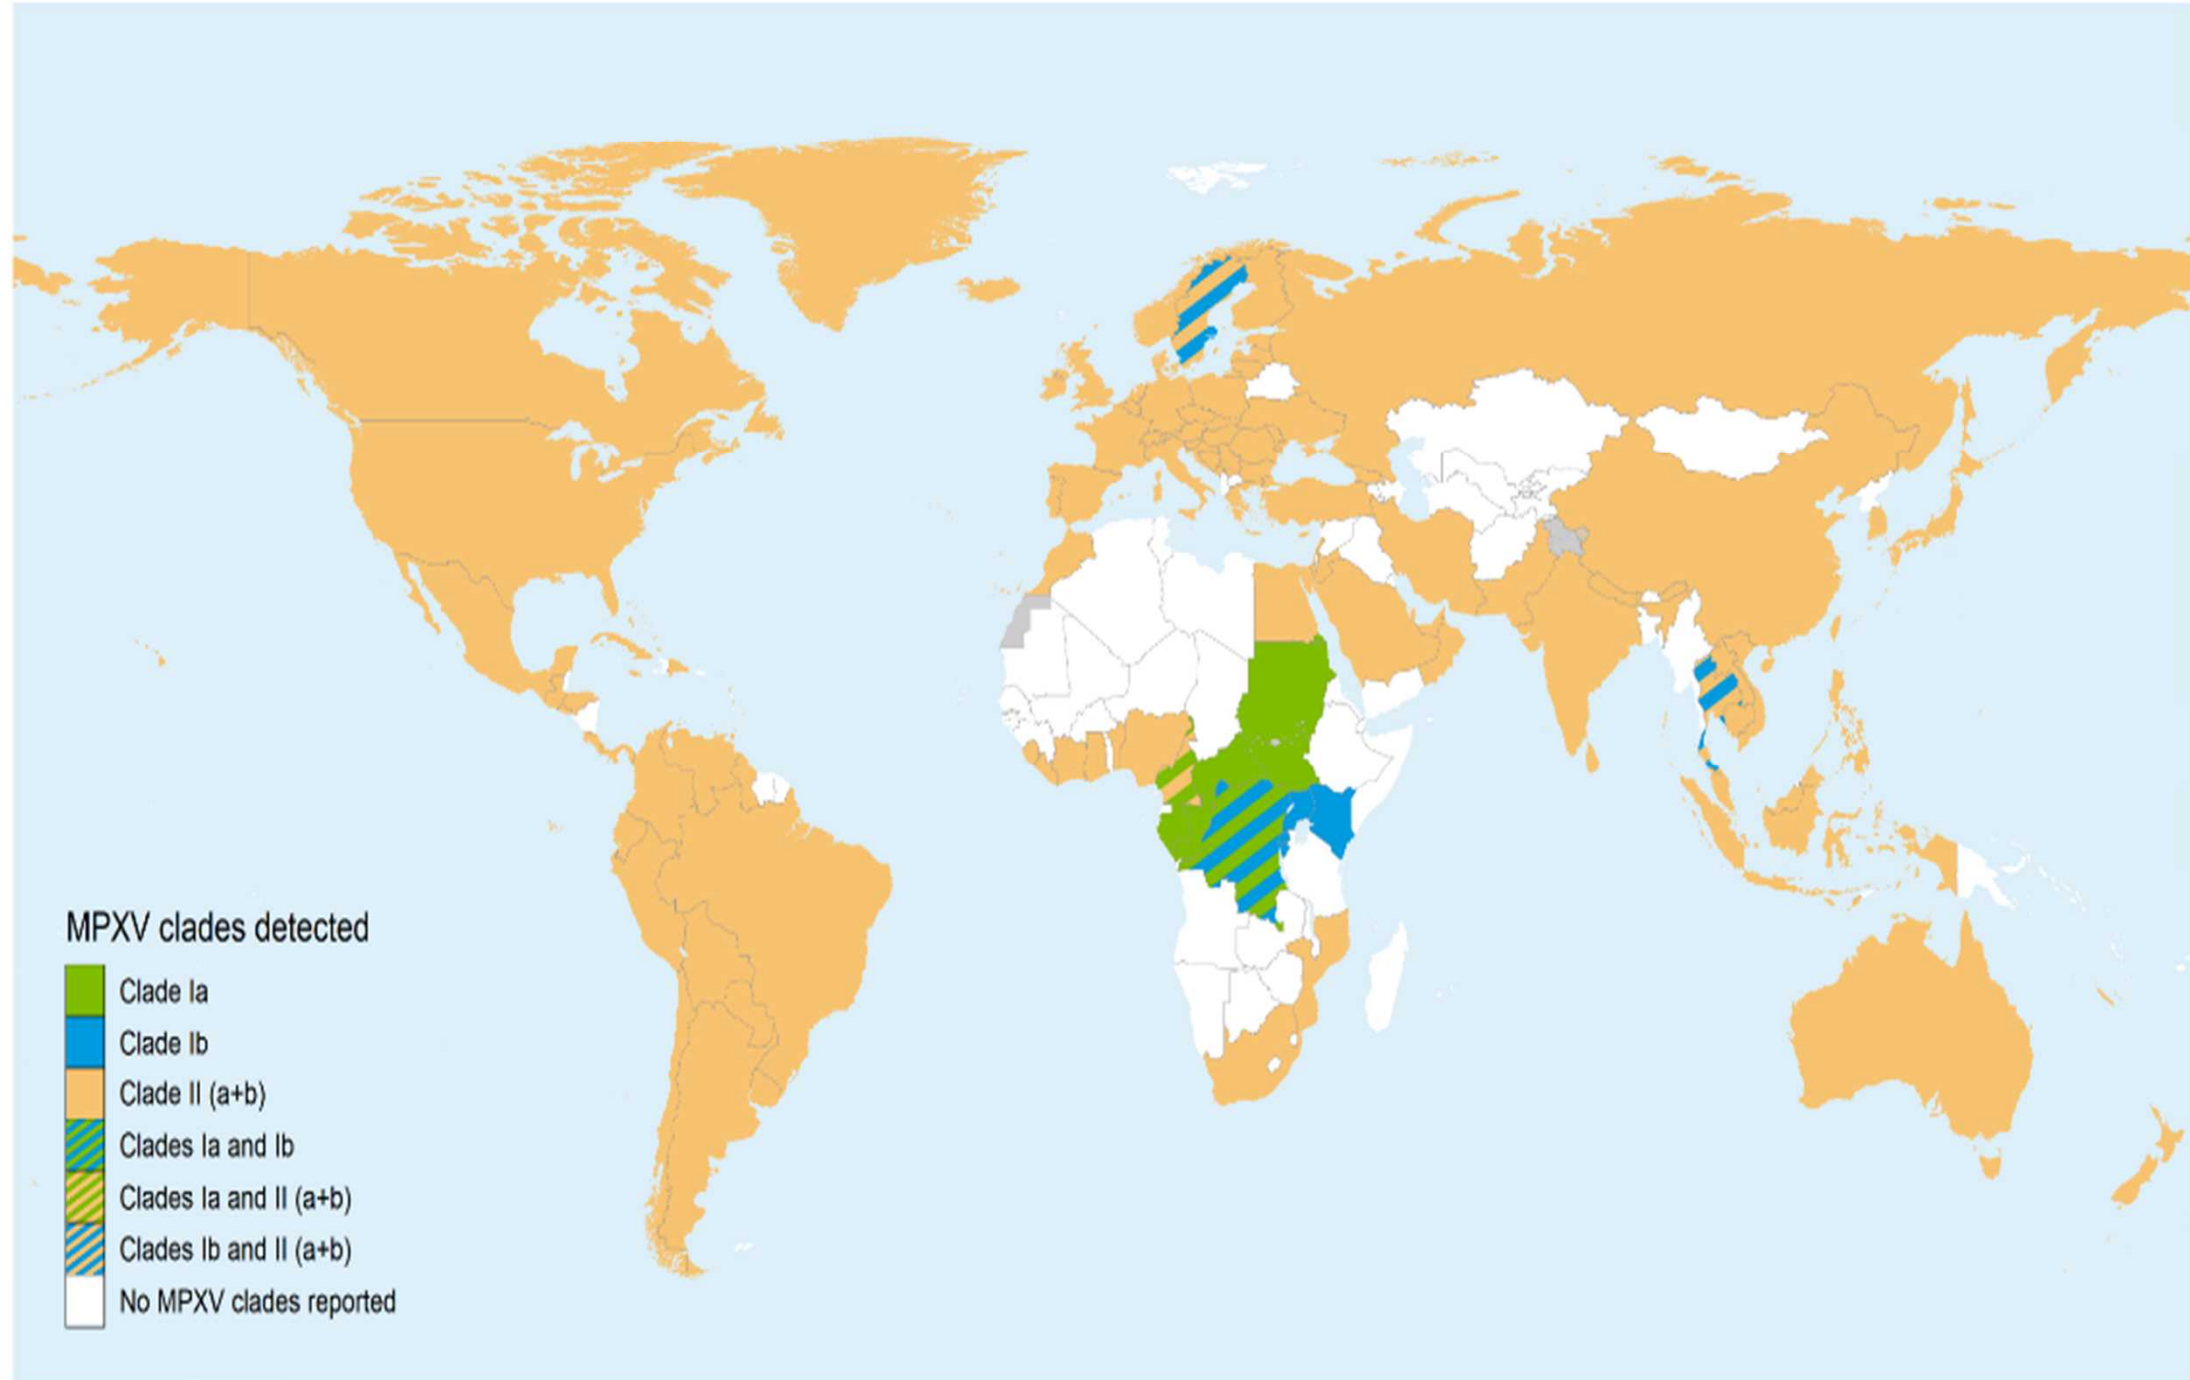 MPXV clades detected
Clade Ia
Clade Ib
Clade II (a+b)
Clades Ia and Ib
Clades Ia and II (a+b)
Clades Ib and II (a+b)
No MPXV clades reported